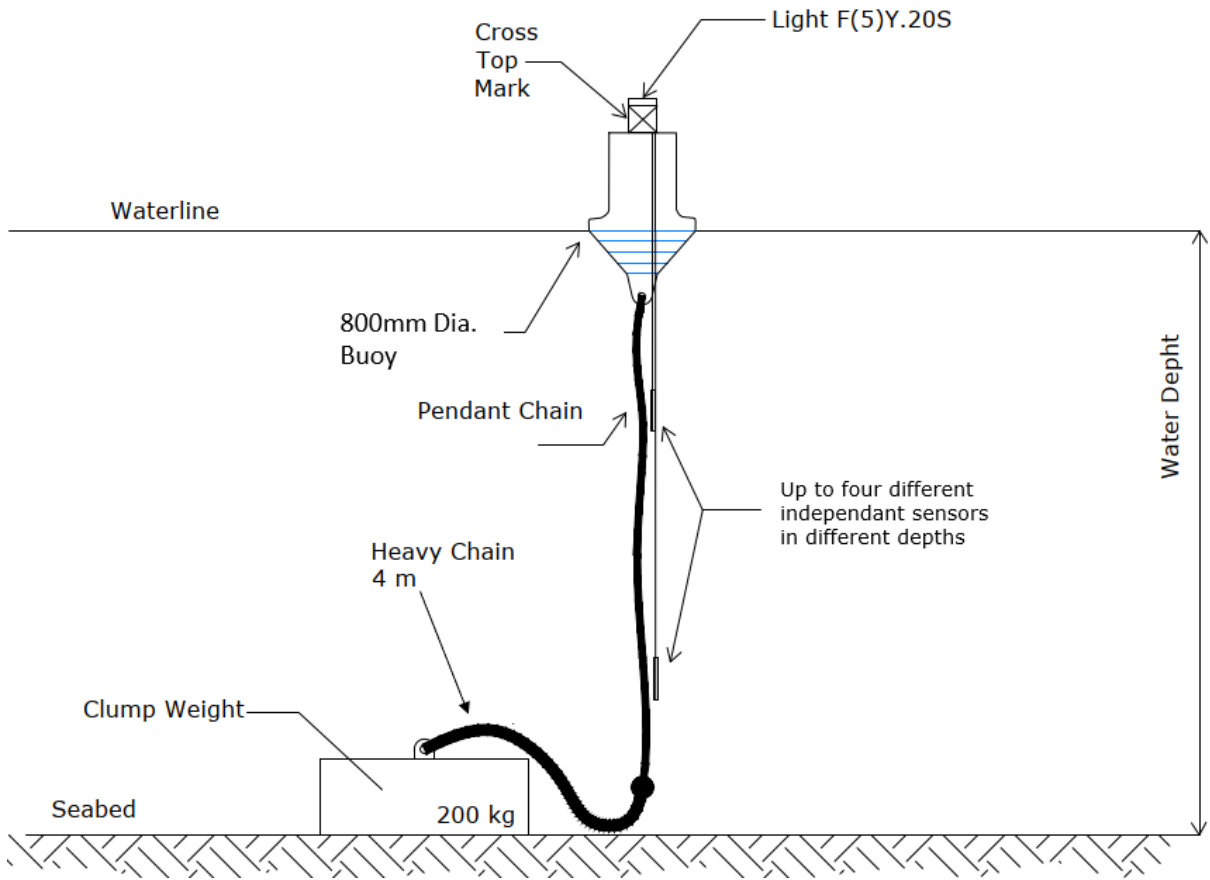 Light F(5)Y.20S
Cross
Top
Mark
Waterline
800mm Dia.
Buoy
Pendant Chain
Water Depht
Up to four different
independant sensors
in different depths
Heavy Chain
4 m
Clump Weight
200 kg
Seabed